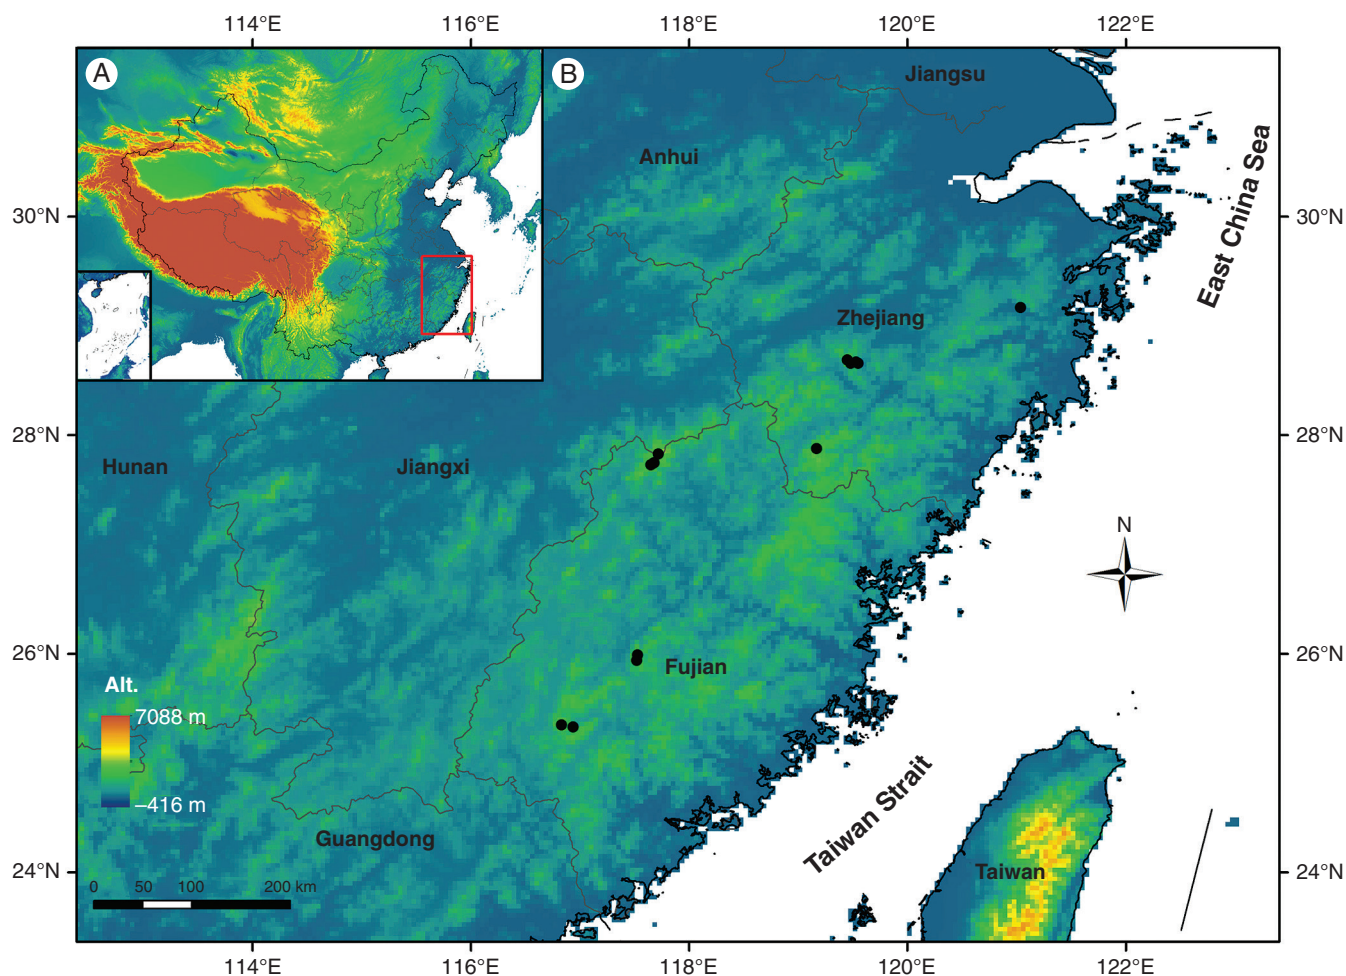 114°E 116°E 118°E 120°E 122°E
A
B
Jiangsu
Anhui
East China Sea
30°N
30°N
Zhejiang
28°N
28°N
Hunan
Jiangxi
N
26°N
26°N
Fujian
Alt.
7088 m
–416 m
Taiwan Strait
Guangdong
24°N
24°N
Taiwan
0 50 100 200 km
114°E 116°E 118°E 120°E 122°E